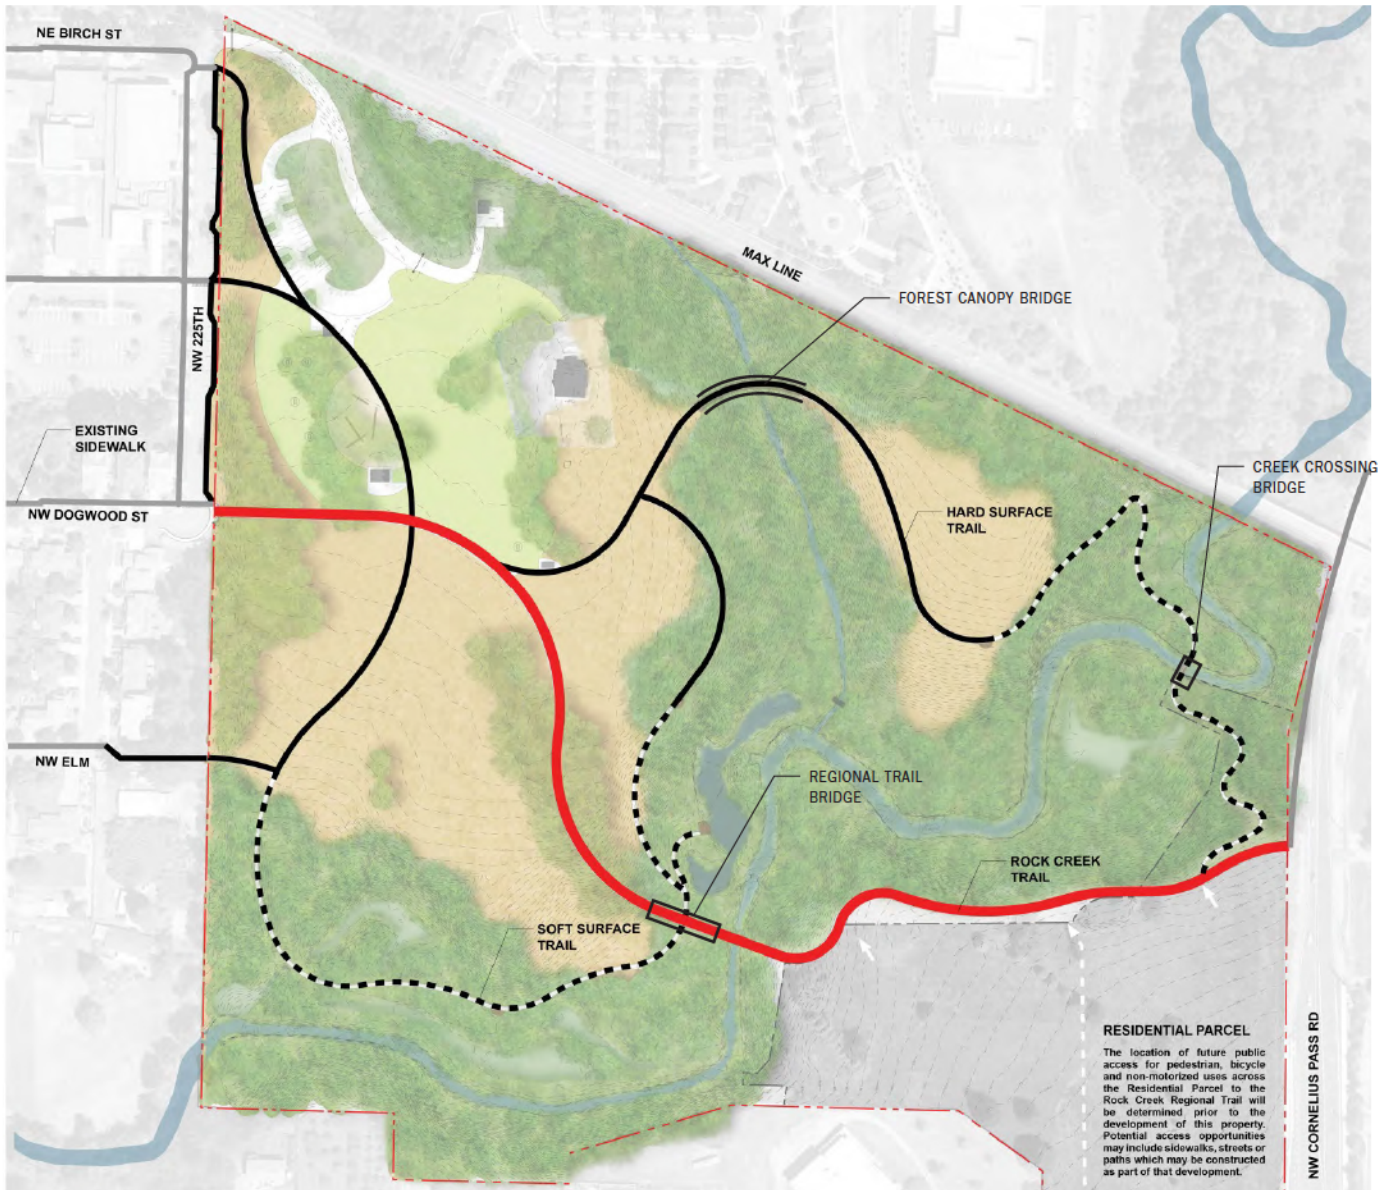 NE BIRCH ST
MAX LINE
FOREST CANOPY BRIDGE
NW 225TH
EXISTING
SIDEWALK
CREEK CROSSING
BRIDGE
NW DOGWOOD ST
HARD SURFACE
TRAIL
NW ELM
REGIONAL TRAIL
BRIDGE
ROCK CREEK
TRAIL
SOFT SURFACE
TRAIL
RESIDENTIAL PARCEL
The location of future public
access for pedestrian, bicycle
and non-motorized uses across
the Residential Parcel to the
Rock Creek Regional Trail will
be determined prior to the
development of this property.
Potential access opportunities
may include sidewalks, streets or
paths which may be constructed
as part of that development.
NW CORNELIUS PASS RD